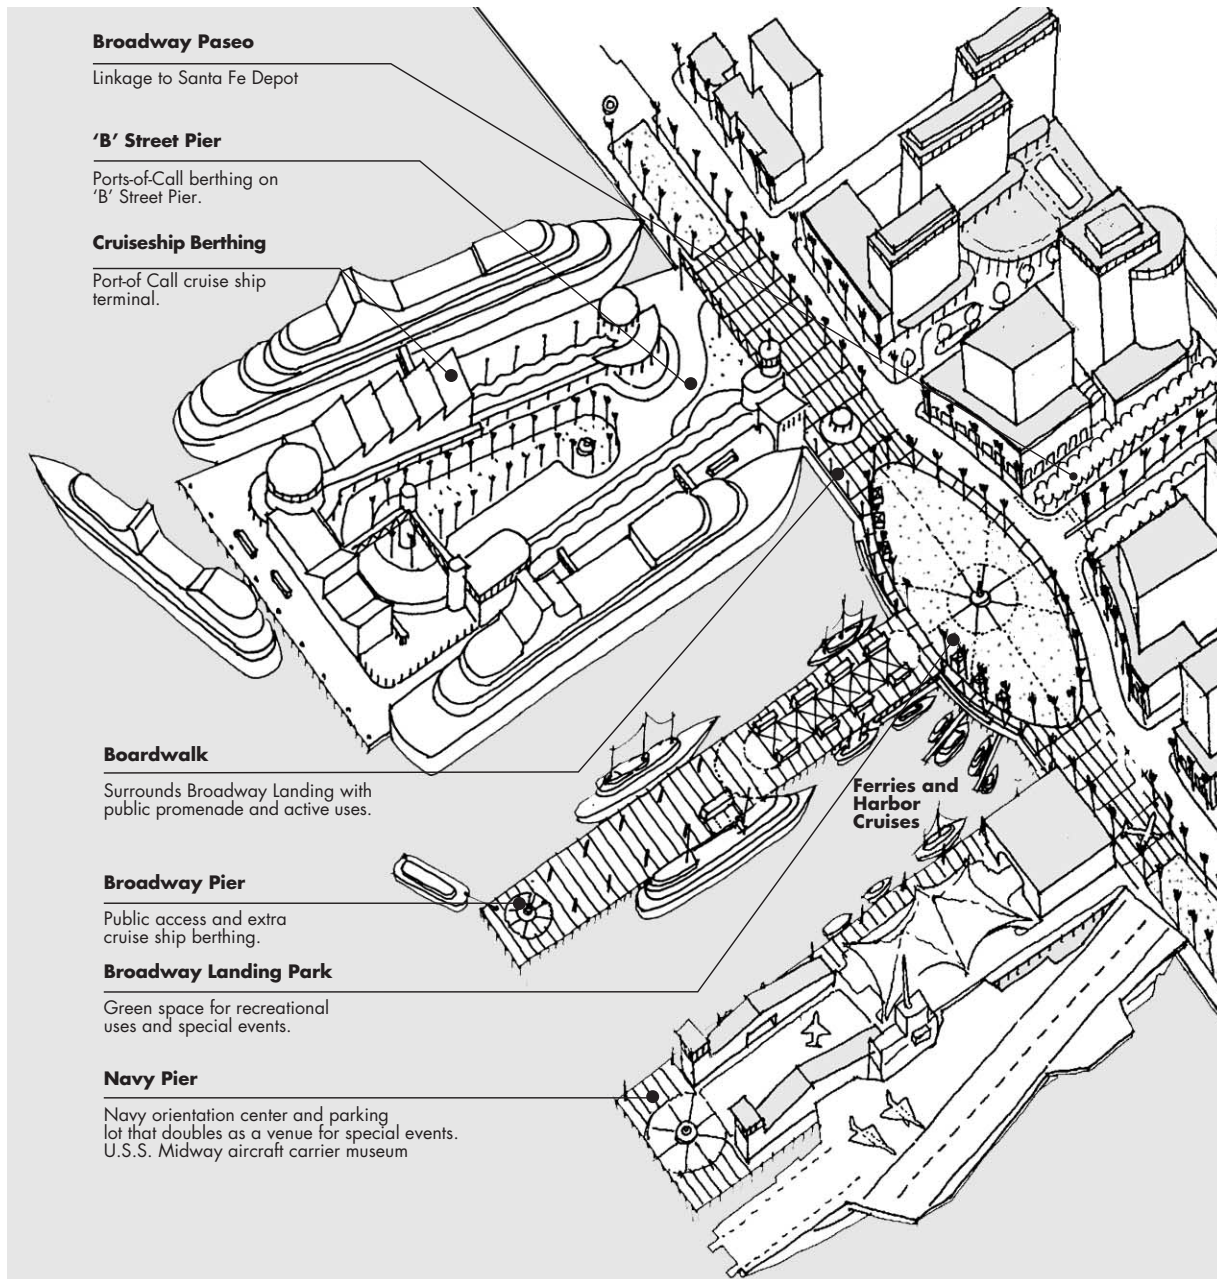 Broadway Paseo
Linkage to Santa Fe Depot
‘B’ Street Pier
Ports-of-Call berthing on
‘B’ Street Pier.
Cruiseship Berthing
Port-of Call cruise ship
terminal.
Boardwalk
Surrounds Broadway Landing with
public promenade and active uses.
Ferries and
Harbor
Cruises
Broadway Pier
Public access and extra
cruise ship berthing.
Broadway Landing Park
Green space for recreational
uses and special events.
Navy Pier
Navy orientation center and parking
lot that doubles as a venue for special events.
U.S.S. Midway aircraft carrier museum